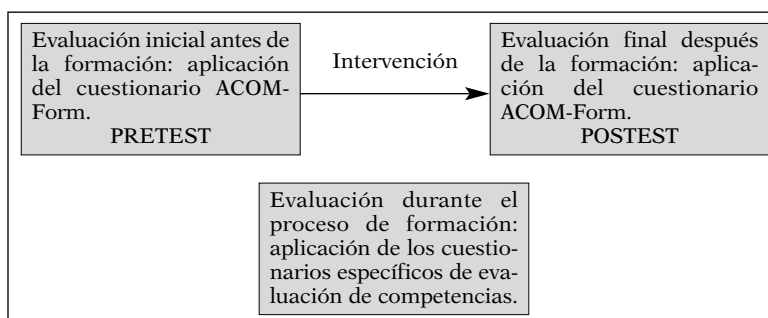 Evaluación inicial antes de
la formación: aplicación
del cuestionario ACOM-
Form.
PRETEST
Intervención
Evaluación final después
de la formación: aplica-
ción del cuestionario
ACOM-Form.
POSTEST
Evaluación durante el
proceso de formación:
aplicación de los cuestio-
narios específicos de eva-
luación de competencias.